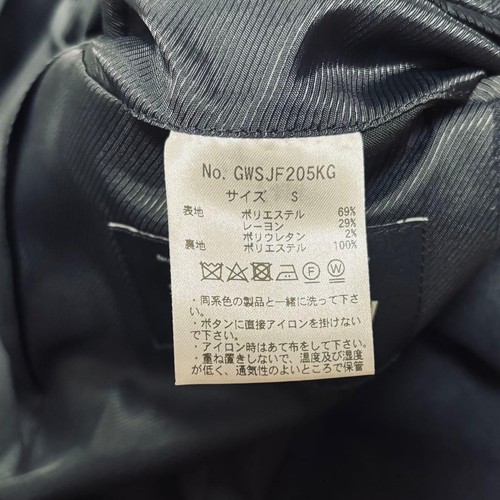 No. GWSJF205KG
サイズ S
表地 ポリエステル 69%
レーヨン 29%
ポリウレタン 2%
裏地 ポリエステル 100%
F W
・同系色の製品と一緒に洗って下さ
い。
・ボタンに直接アイロンを掛けない
で下さい。
・アイロン時はあて布をして下さい。
・重ね置きしないで、温度及び湿度
が低く、通気性のよいところで保管